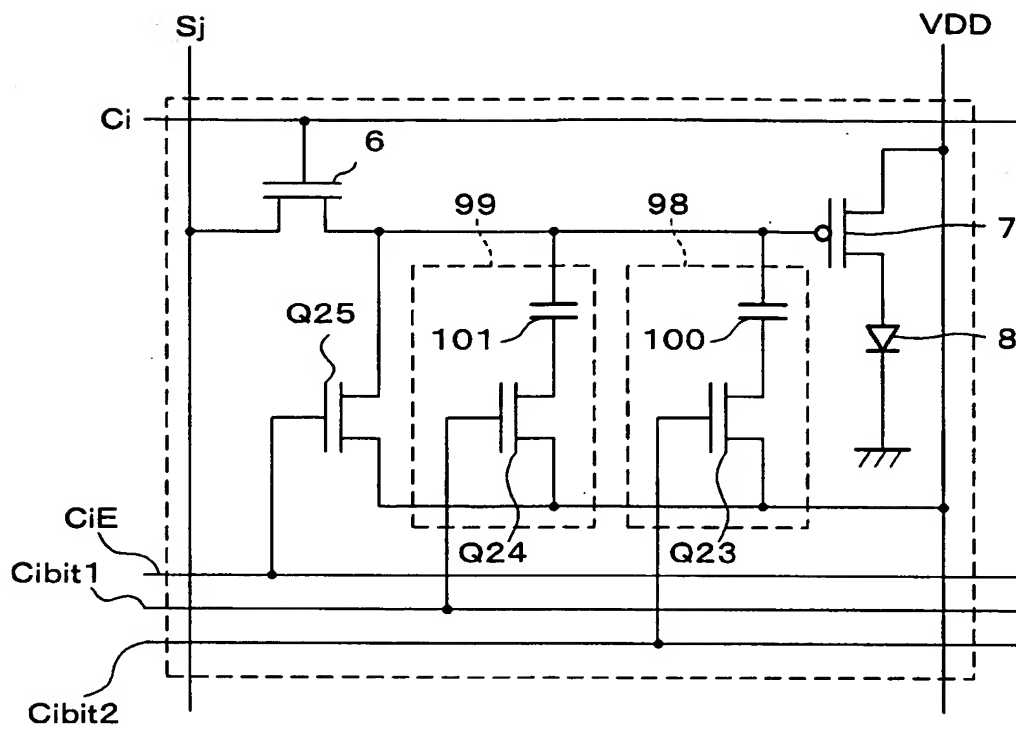 Sj
VDD
Ci
6
99
98
7
Q25
101
100
8
CiE
Q24
Q23
Cibit1
Cibit2